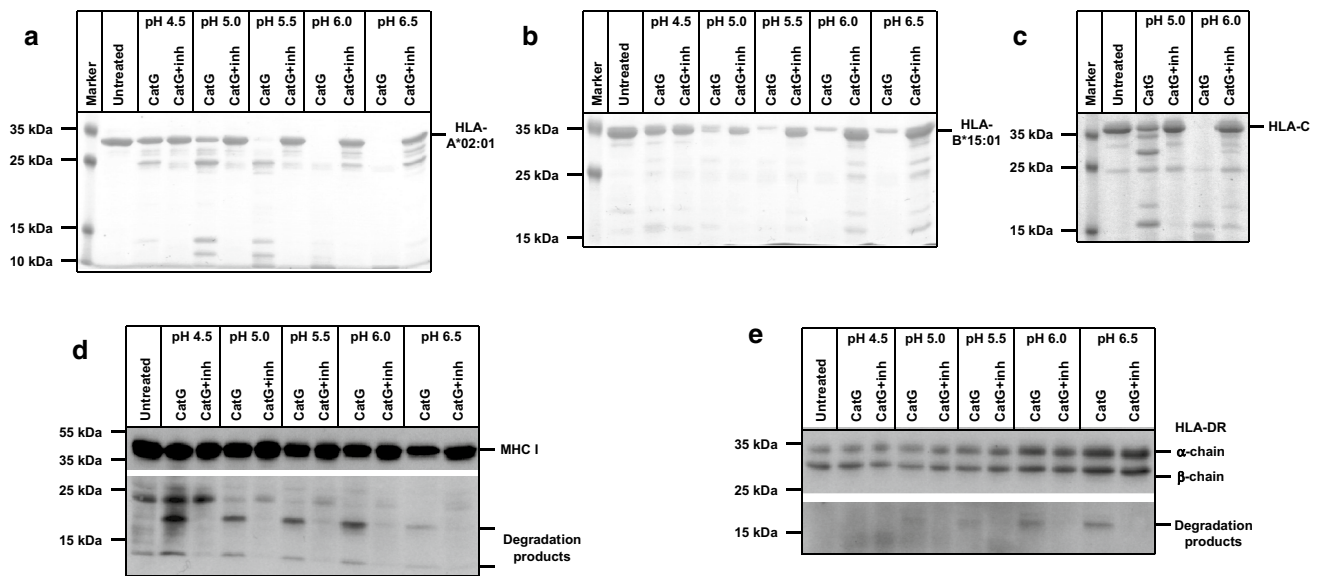 a
pH 4.5 pH 5.0 pH 5.5 pH 6.0 pH 6.5
Marker Untreated CatG CatG+inh CatG CatG+inh CatG CatG+inh CatG CatG+inh CatG CatG+inh
35 kDa
25 kDa
15 kDa
10 kDa
HLA-
A*02:01
b
pH 4.5 pH 5.0 pH 5.5 pH 6.0 pH 6.5
Marker Untreated CatG CatG+inh CatG CatG+inh CatG CatG+inh CatG CatG+inh CatG CatG+inh
35 kDa
25 kDa
15 kDa
HLA-
B*15:01
c
pH 5.0 pH 6.0
Marker Untreated CatG CatG+inh CatG CatG+inh
35 kDa
25 kDa
15 kDa
HLA-C
d
pH 4.5 pH 5.0 pH 5.5 pH 6.0 pH 6.5
Untreated CatG CatG+inh CatG CatG+inh CatG CatG+inh CatG CatG+inh CatG CatG+inh
55 kDa
35 kDa
25 kDa
15 kDa
MHC I
Degradation
products
e
pH 4.5 pH 5.0 pH 5.5 pH 6.0 pH 6.5
Untreated CatG CatG+inh CatG CatG+inh CatG CatG+inh CatG CatG+inh CatG CatG+inh
35 kDa
25 kDa
15 kDa
HLA-DR
α-chain
β-chain
Degradation
products